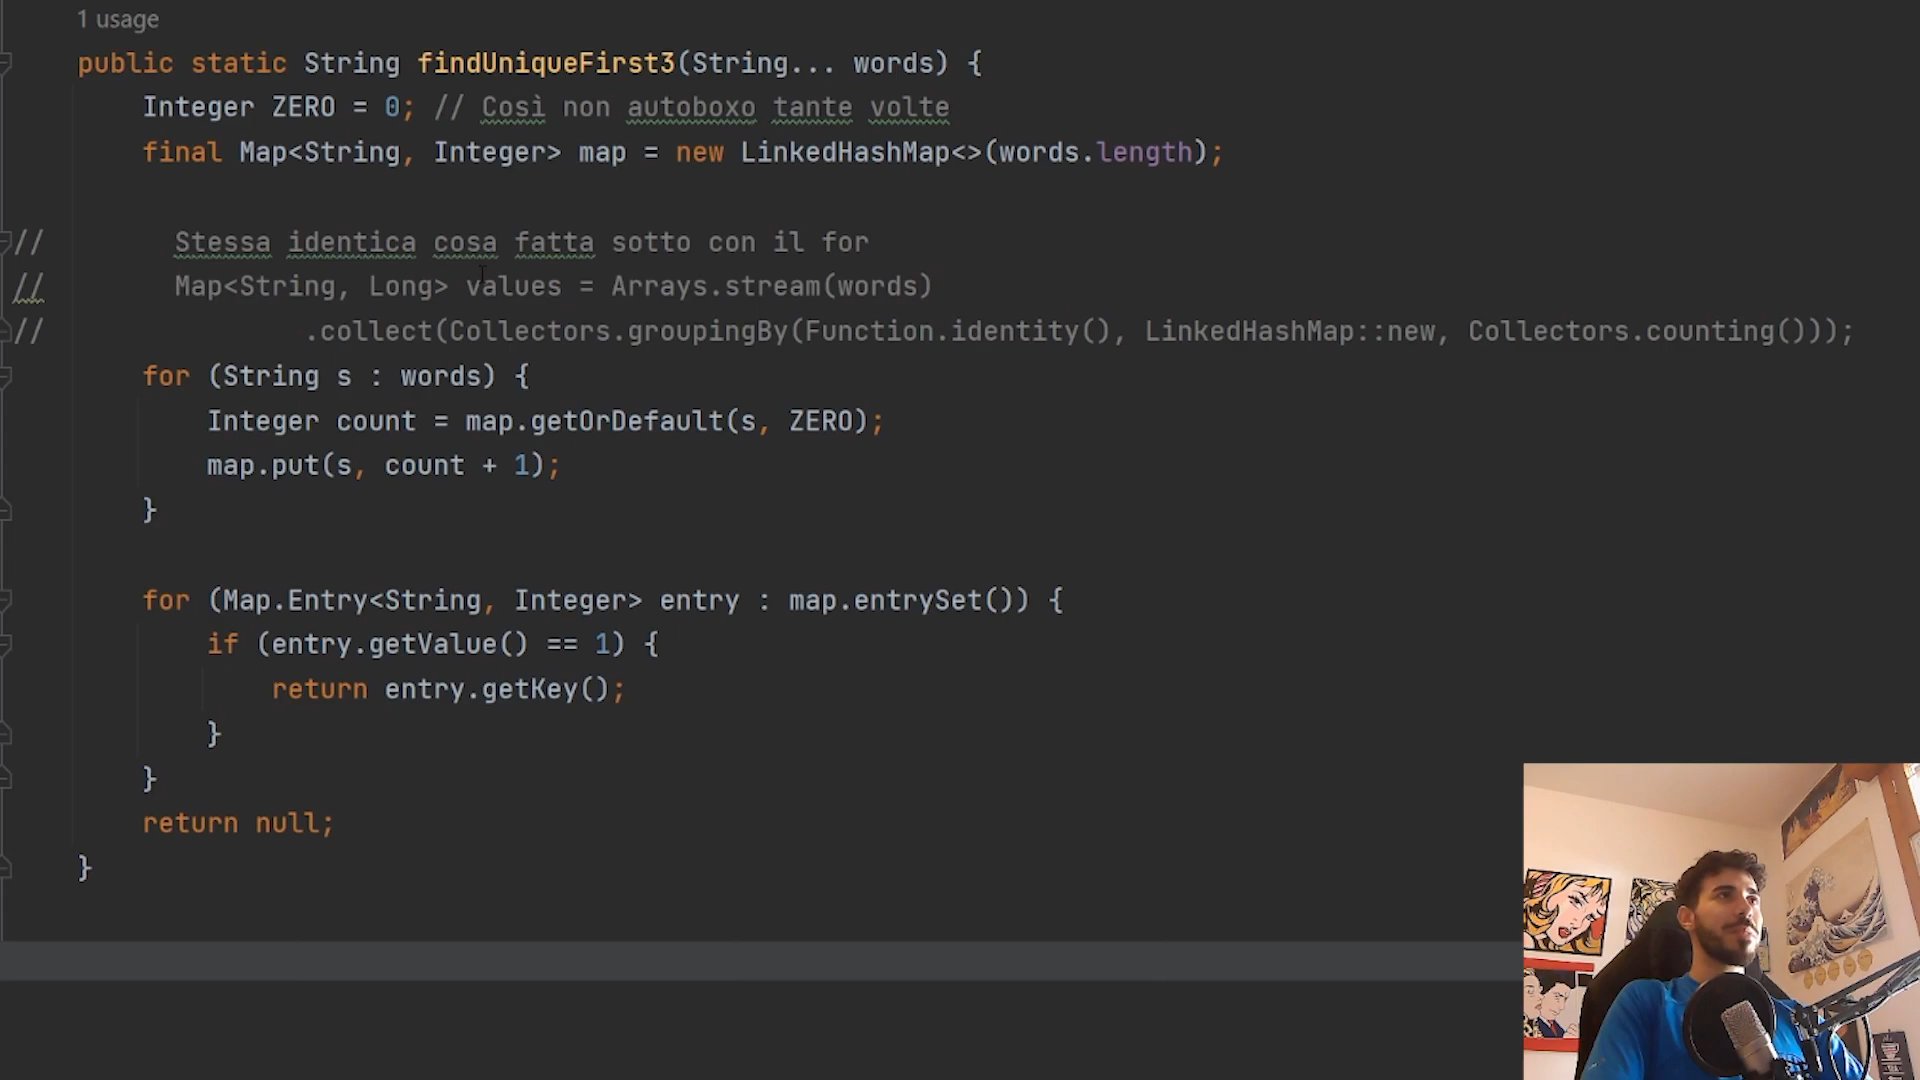 1 usage
public static String findUniqueFirst3(String... words) {
Integer ZERO = 0; // Così non autoboxo tante volte
final Map<String, Integer> map = new LinkedHashMap<>(words.length);
// Stessa identica cosa fatta sotto con il for
// Map<String, Long> values = Arrays.stream(words)
// .collect(Collectors.groupingBy(Function.identity(), LinkedHashMap::new, Collectors.counting()));
for (String s : words) {
Integer count = map.getOrDefault(s, ZERO);
map.put(s, count + 1);
}
for (Map.Entry<String, Integer> entry : map.entrySet()) {
if (entry.getValue() == 1) {
return entry.getKey();
}
}
return null;
}